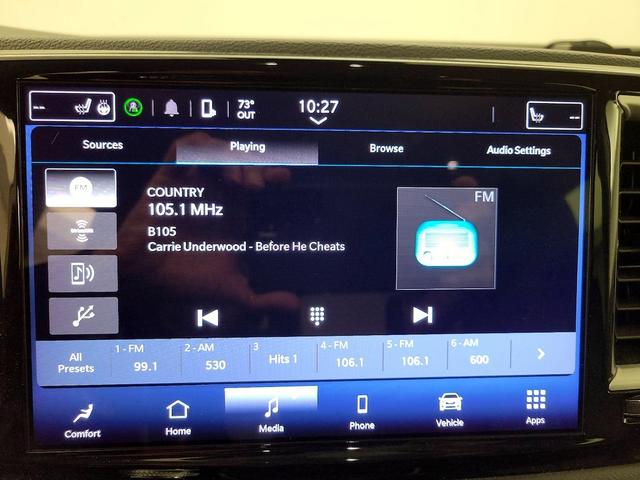 -- 73° OUT 10:27 --
Sources Playing Browse Audio Settings
FM
FM
COUNTRY
105.1 MHz
B105
Carrie Underwood - Before He Cheats
All Presets
1 - FM 99.1
2 - AM 530
3 Hits 1
4 - FM 106.1
5 - FM 106.1
6 - AM 600
Comfort Home Media Phone Vehicle Apps